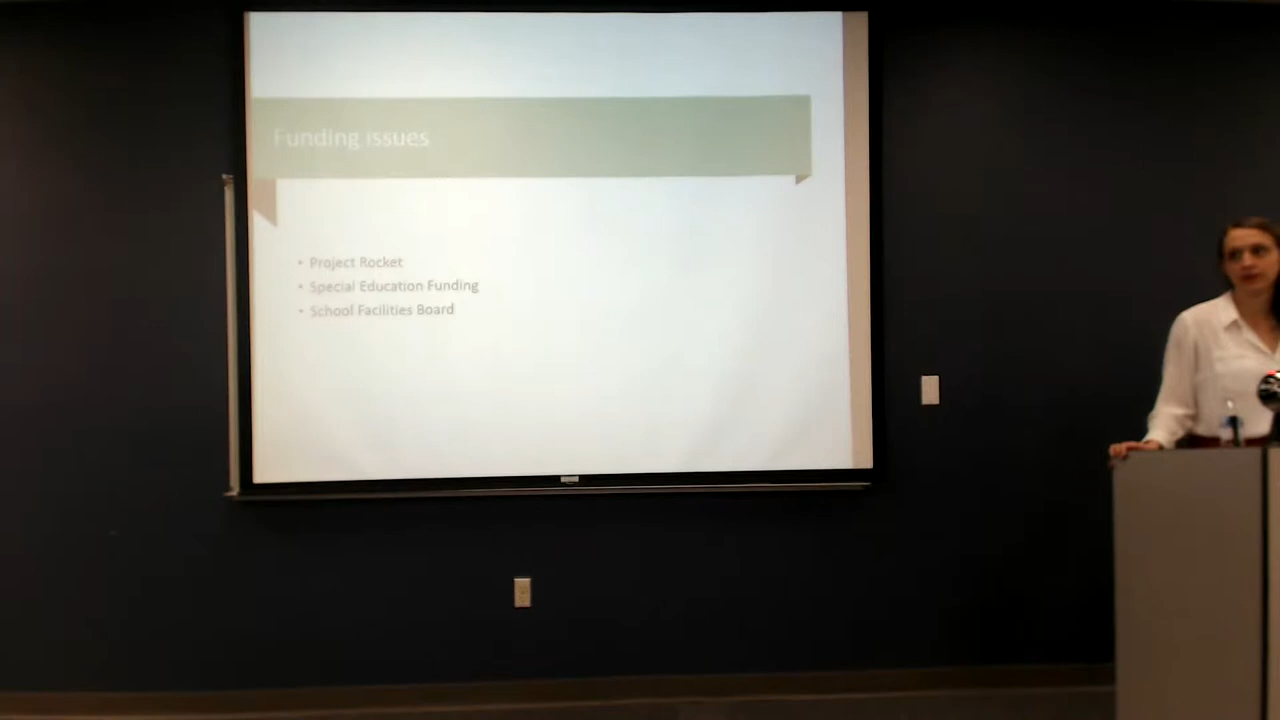 Funding issues
• Project Rocket
• Special Education Funding
• School Facilities Board